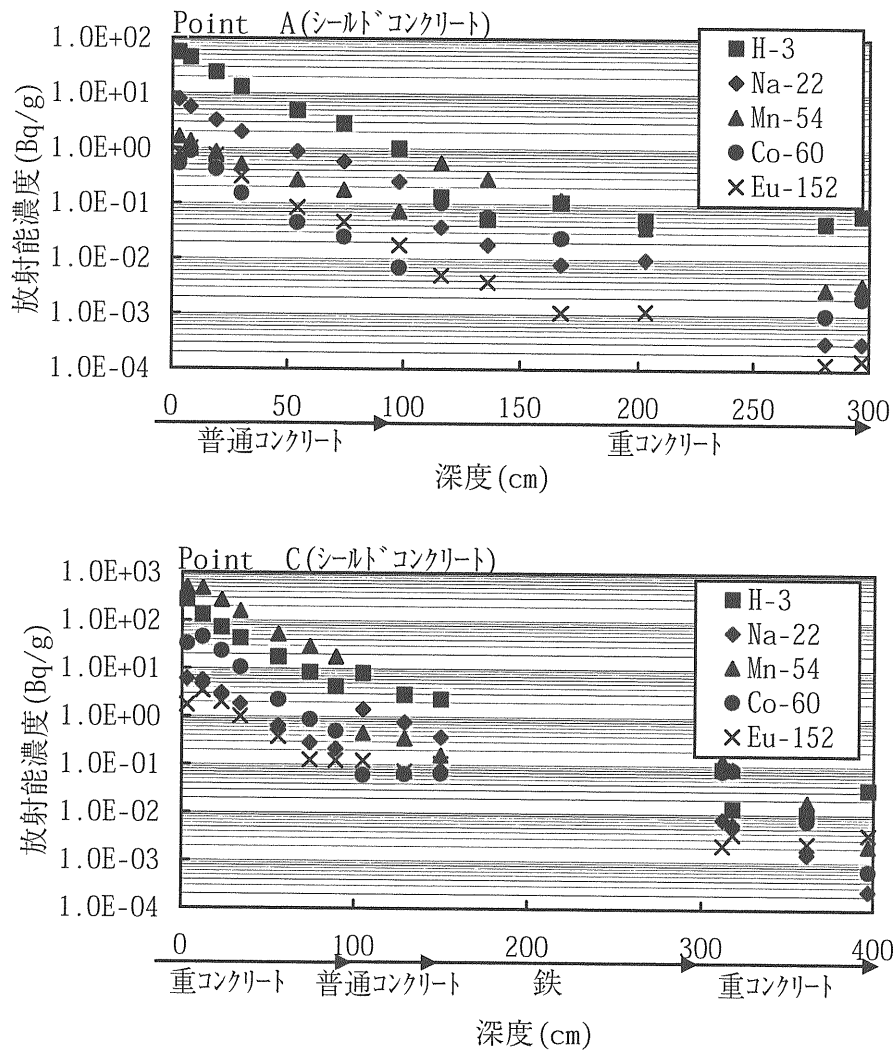 Point A(ｼｰﾙﾄﾞｺﾝｸﾘｰﾄ)
1.0E+02
1.0E+01
1.0E+00
1.0E-01
1.0E-02
1.0E-03
1.0E-04
放射能濃度(Bq/g)
H-3
Na-22
Mn-54
Co-60
Eu-152
0 50 100 150 200 250 300
普通ｺﾝｸﾘｰﾄ 重ｺﾝｸﾘｰﾄ
深度(cm)
Point C(ｼｰﾙﾄﾞｺﾝｸﾘｰﾄ)
1.0E+03
1.0E+02
1.0E+01
1.0E+00
1.0E-01
1.0E-02
1.0E-03
1.0E-04
放射能濃度(Bq/g)
H-3
Na-22
Mn-54
Co-60
Eu-152
0 100 200 300 400
重ｺﾝｸﾘｰﾄ 普通ｺﾝｸﾘｰﾄ 鉄 重ｺﾝｸﾘｰﾄ
深度(cm)